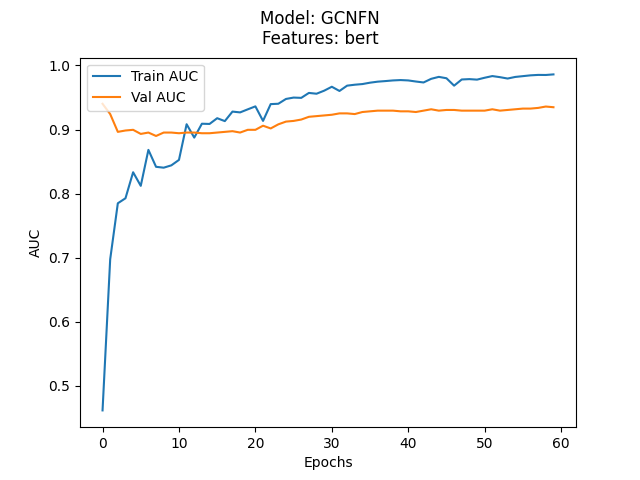 Model: GCNFN
Features: bert
Train AUC
Val AUC
1.0
0.9
0.8
0.7
0.6
0.5
AUC
0 10 20 30 40 50 60
Epochs